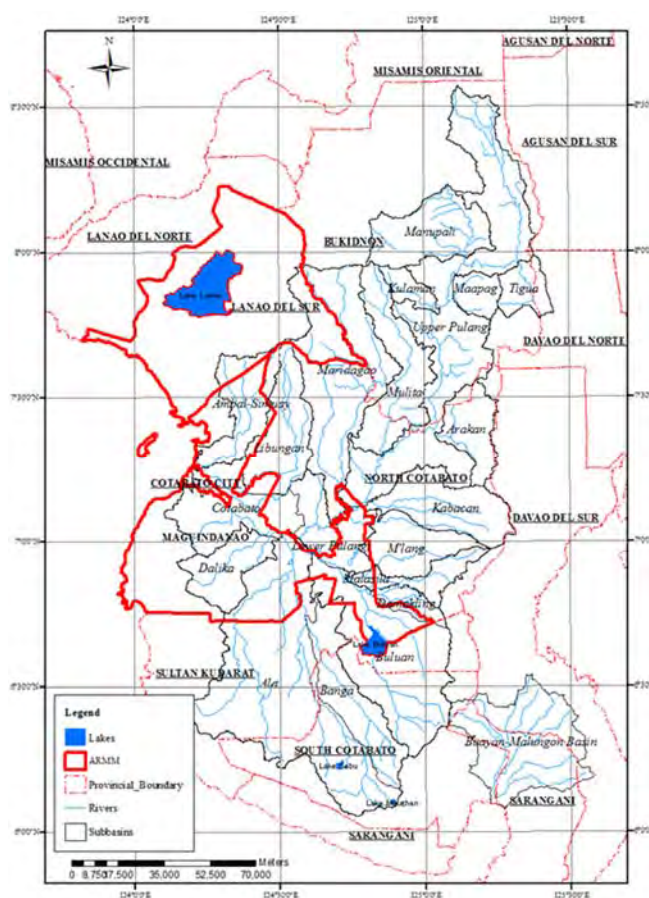 124°0'0"E 124°30'0"E 125°0'0"E 125°30'0"E
N
AGUSAN DEL NORTE
MISAMIS ORIENTAL
AGUSAN DEL SUR
MISAMIS OCCIDENTAL
LANAO DEL NORTE
BUKIDNON
Manupali
8°00'N
LANAO DEL SUR
Kulaman
Maapag
Tigua
Upper Pulangi
DAVAO DEL NORTE
Maridagao
Mulita
Ampal-Simuay
Arakan
Libungan
COTABATO CITY
NORTH COTABATO
Cotabato
Kabacan
DAVAO DEL SUR
MAGUINDANAO
M'lang
Dalika
Buluan
SULTAN KUDARAT
Ala
Banga
Legend
Lakes
ARMM
Provincial_Boundary
Rivers
Subbasins
Buayan-Malungon Basin
SOUTH COTABATO
SARANGANI
SARANGANI
Meters
0 8,750 17,500 35,000 52,500 70,000